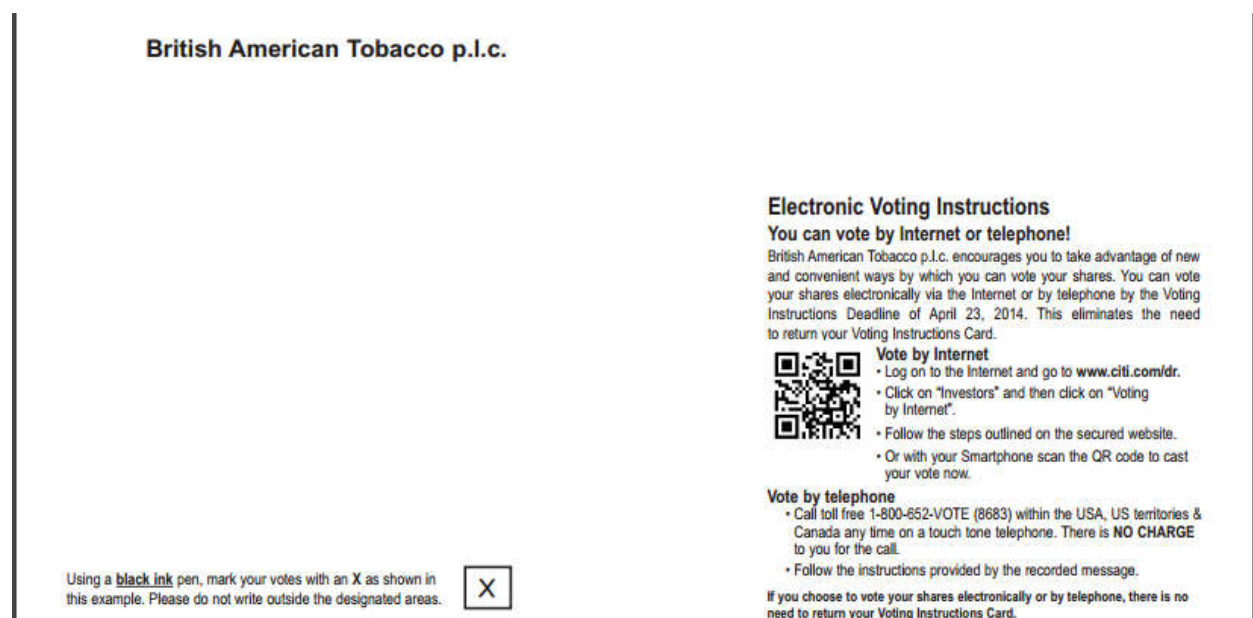 British American Tobacco p.l.c.
Electronic Voting Instructions
You can vote by Internet or telephone!
British American Tobacco p.l.c. encourages you to take advantage of new
and convenient ways by which you can vote your shares. You can vote
your shares electronically via the Internet or by telephone by the Voting
Instructions Deadline of April 23, 2014. This eliminates the need
to return your Voting Instructions Card.
Vote by Internet
• Log on to the Internet and go to www.citi.com/dr.
• Click on “Investors” and then click on “Voting
by Internet”.
• Follow the steps outlined on the secured website.
• Or with your Smartphone scan the QR code to cast
your vote now.
Vote by telephone
• Call toll free 1-800-652-VOTE (8683) within the USA, US territories &
Canada any time on a touch tone telephone. There is NO CHARGE
to you for the call.
• Follow the instructions provided by the recorded message.
If you choose to vote your shares electronically or by telephone, there is no
need to return your Voting Instructions Card.
Using a black ink pen, mark your votes with an X as shown in
this example. Please do not write outside the designated areas.
X